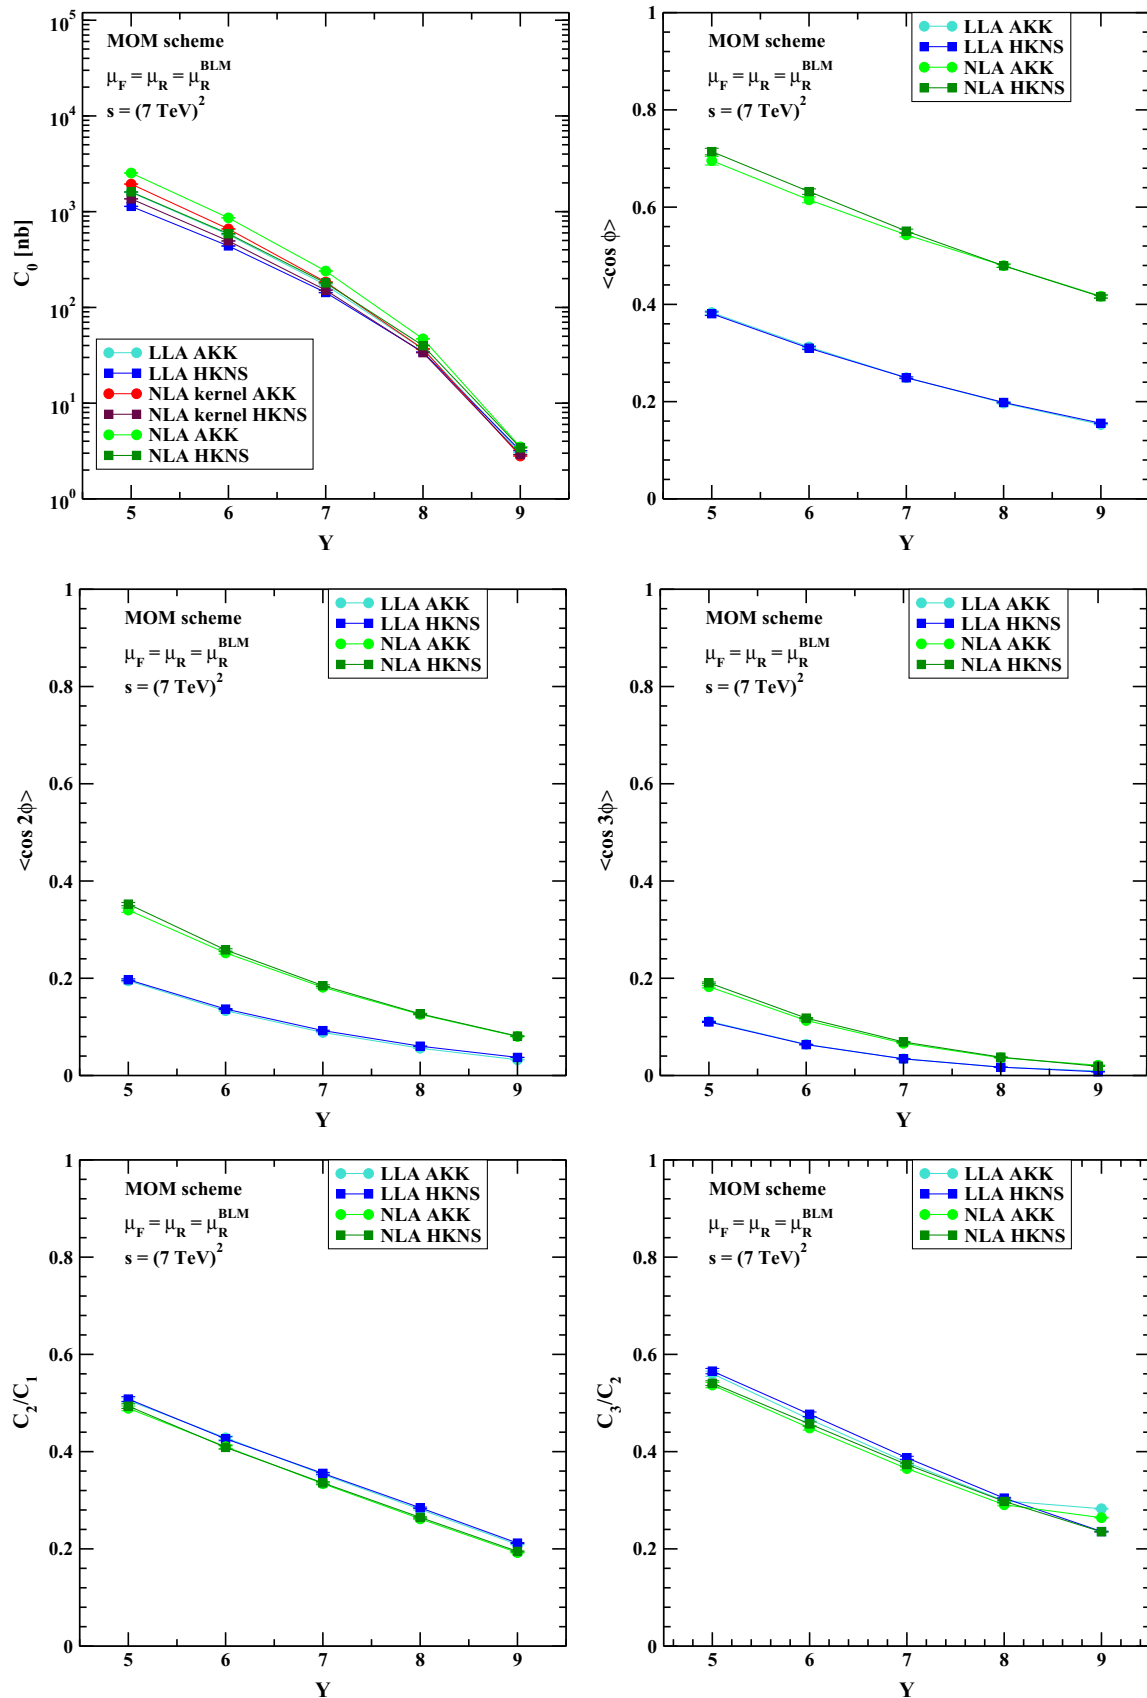 MOM scheme
μF = μR = μR^BLM
s = (7 TeV)^2
10^5
10^4
10^3
10^2
10^1
10^0
C0 [nb]
LLA AKK
LLA HKNS
NLA kernel AKK
NLA kernel HKNS
NLA AKK
NLA HKNS
5 6 7 8 9
Y
MOM scheme
μF = μR = μR^BLM
s = (7 TeV)^2
LLA AKK
LLA HKNS
NLA AKK
NLA HKNS
1
0.8
0.6
0.4
0.2
0
<cos ϕ>
5 6 7 8 9
Y
MOM scheme
μF = μR = μR^BLM
s = (7 TeV)^2
LLA AKK
LLA HKNS
NLA AKK
NLA HKNS
1
0.8
0.6
0.4
0.2
0
<cos 2ϕ>
5 6 7 8 9
Y
MOM scheme
μF = μR = μR^BLM
s = (7 TeV)^2
LLA AKK
LLA HKNS
NLA AKK
NLA HKNS
1
0.8
0.6
0.4
0.2
0
<cos 3ϕ>
5 6 7 8 9
Y
MOM scheme
μF = μR = μR^BLM
s = (7 TeV)^2
LLA AKK
LLA HKNS
NLA AKK
NLA HKNS
1
0.8
0.6
0.4
0.2
0
C2/C1
5 6 7 8 9
Y
MOM scheme
μF = μR = μR^BLM
s = (7 TeV)^2
LLA AKK
LLA HKNS
NLA AKK
NLA HKNS
1
0.8
0.6
0.4
0.2
0
C3/C2
5 6 7 8 9
Y